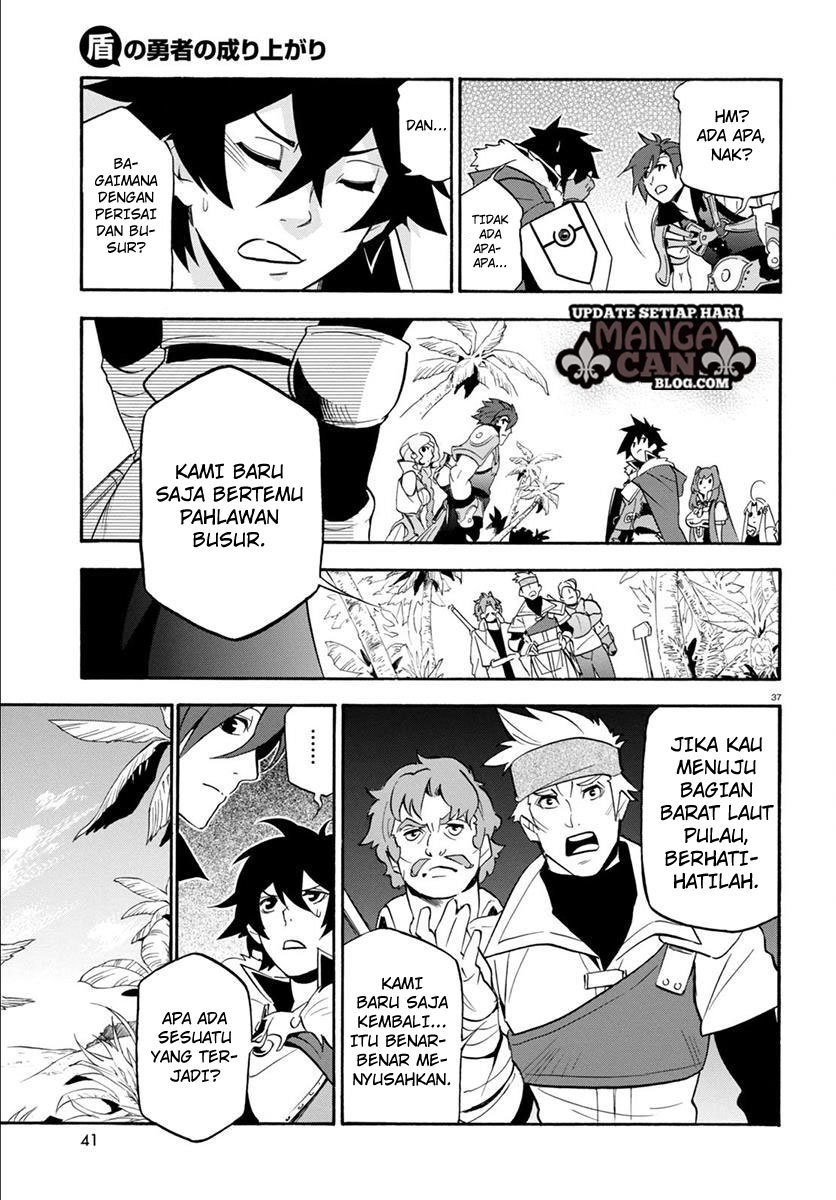 盾の勇者の成り上がり
HM?
ADA APA,
NAK?
TIDAK
ADA
APA-
APA...
DAN...
BA-
GAIMANA
DENGAN
PERISAI
DAN BU-
SUR?
UPDATE SETIAP HARI
MANGA
CAN
BLOG.COM
KAMI BARU
SAJA BERTEMU
PAHLAWAN
BUSUR.
37
JIKA KAU
MENUJU
BAGIAN
BARAT LAUT
PULAU,
BERHATI-
HATILAH.
KAMI
BARU SAJA
KEMBALI...
ITU BENAR-
BENAR ME-
NYUSAHKAN.
......
APA ADA
SESUATU
YANG TER-
JADI?
41